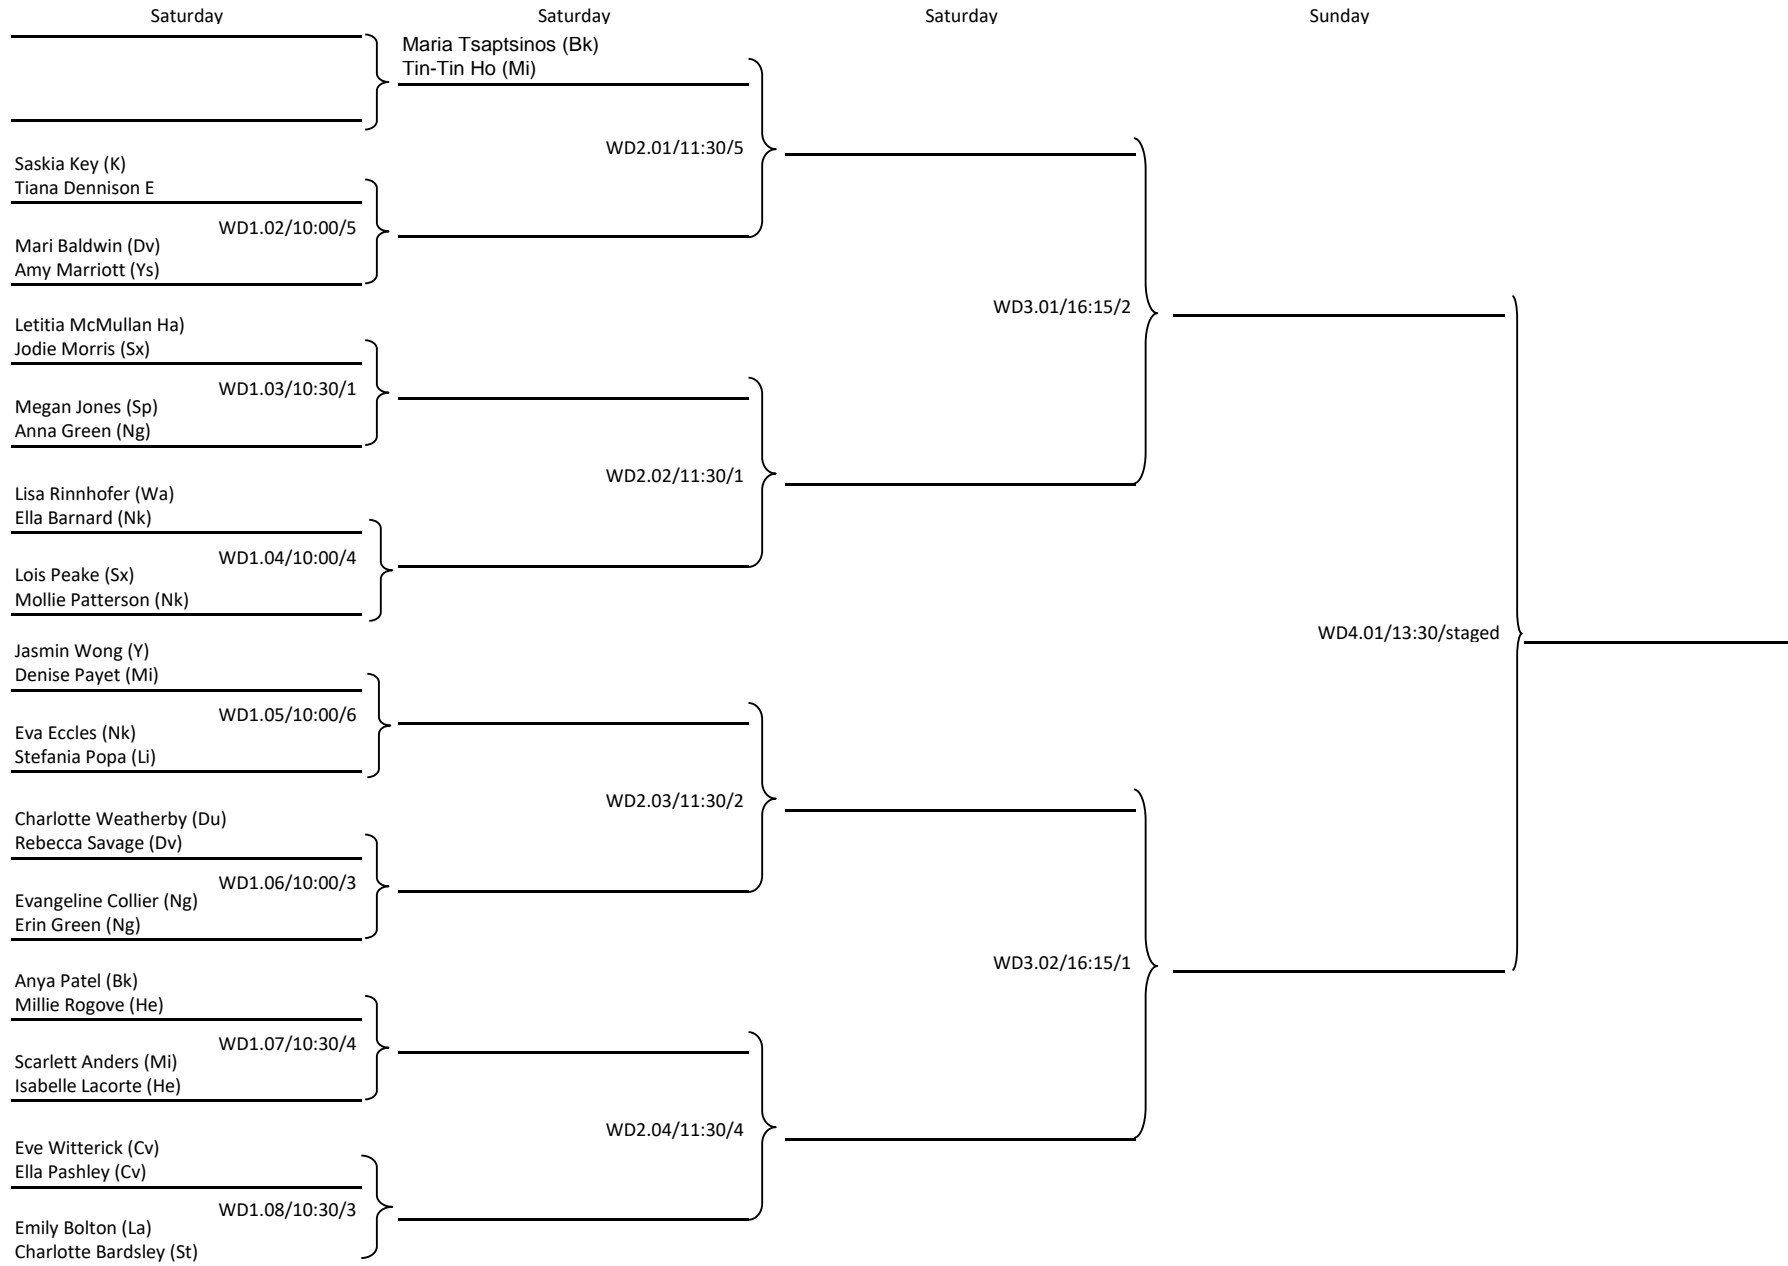 Saturday
Saturday
Saturday
Sunday
Maria Tsaptsinos (Bk)
Tin-Tin Ho (Mi)
WD2.01/11:30/5
Saskia Key (K)
Tiana Dennison E
WD1.02/10:00/5
Mari Baldwin (Dv)
Amy Marriott (Ys)
WD3.01/16:15/2
Letitia McMullan Ha)
Jodie Morris (Sx)
WD1.03/10:30/1
Megan Jones (Sp)
Anna Green (Ng)
WD2.02/11:30/1
Lisa Rinnhofer (Wa)
Ella Barnard (Nk)
WD1.04/10:00/4
Lois Peake (Sx)
Mollie Patterson (Nk)
WD4.01/13:30/staged
Jasmin Wong (Y)
Denise Payet (Mi)
WD1.05/10:00/6
Eva Eccles (Nk)
Stefania Popa (Li)
WD2.03/11:30/2
Charlotte Weatherby (Du)
Rebecca Savage (Dv)
WD1.06/10:00/3
Evangeline Collier (Ng)
Erin Green (Ng)
WD3.02/16:15/1
Anya Patel (Bk)
Millie Rogove (He)
WD1.07/10:30/4
Scarlett Anders (Mi)
Isabelle Lacorte (He)
WD2.04/11:30/4
Eve Witterick (Cv)
Ella Pashley (Cv)
WD1.08/10:30/3
Emily Bolton (La)
Charlotte Bardsley (St)